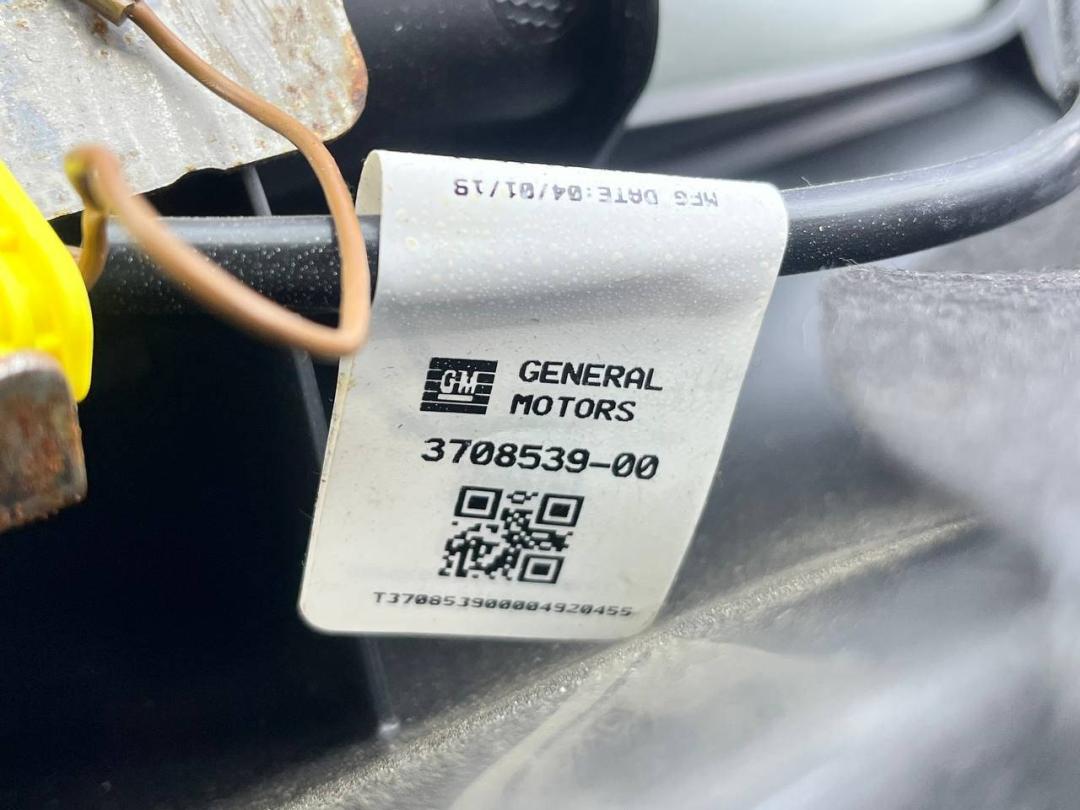 MFG DATE:04/01/19
GM
GENERAL
MOTORS
3708539-00
T370853900004920455